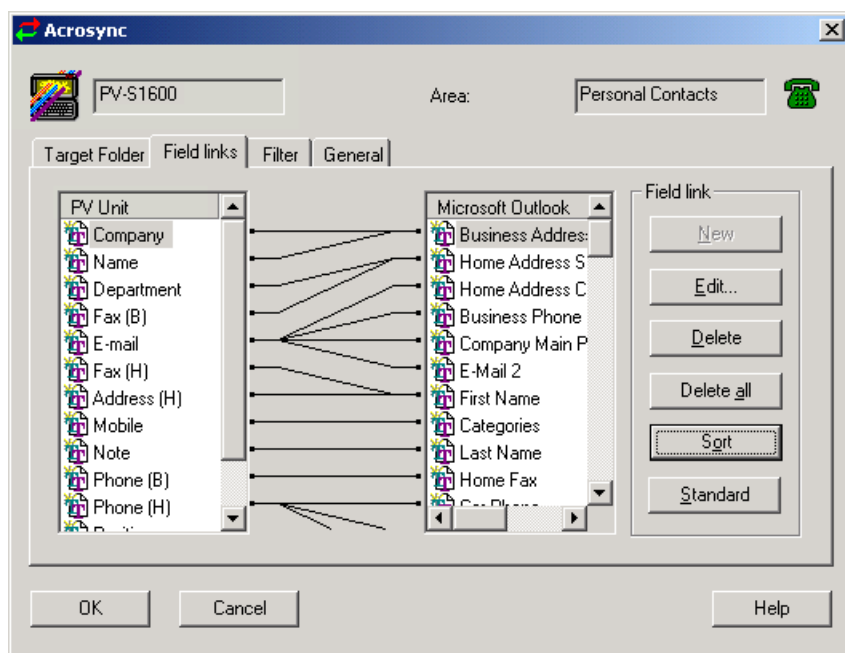 Acrosync
PV-S1600
Area:
Personal Contacts
Target Folder
Field links
Filter
General
PV Unit
Company
Name
Department
Fax (B)
E-mail
Fax (H)
Address (H)
Mobile
Note
Phone (B)
Phone (H)
Microsoft Outlook
Business Addres
Home Address S
Home Address C
Business Phone
Company Main P
E-Mail 2
First Name
Categories
Last Name
Home Fax
Car Phone
Field link
New
Edit...
Delete
Delete all
Sort
Standard
OK
Cancel
Help